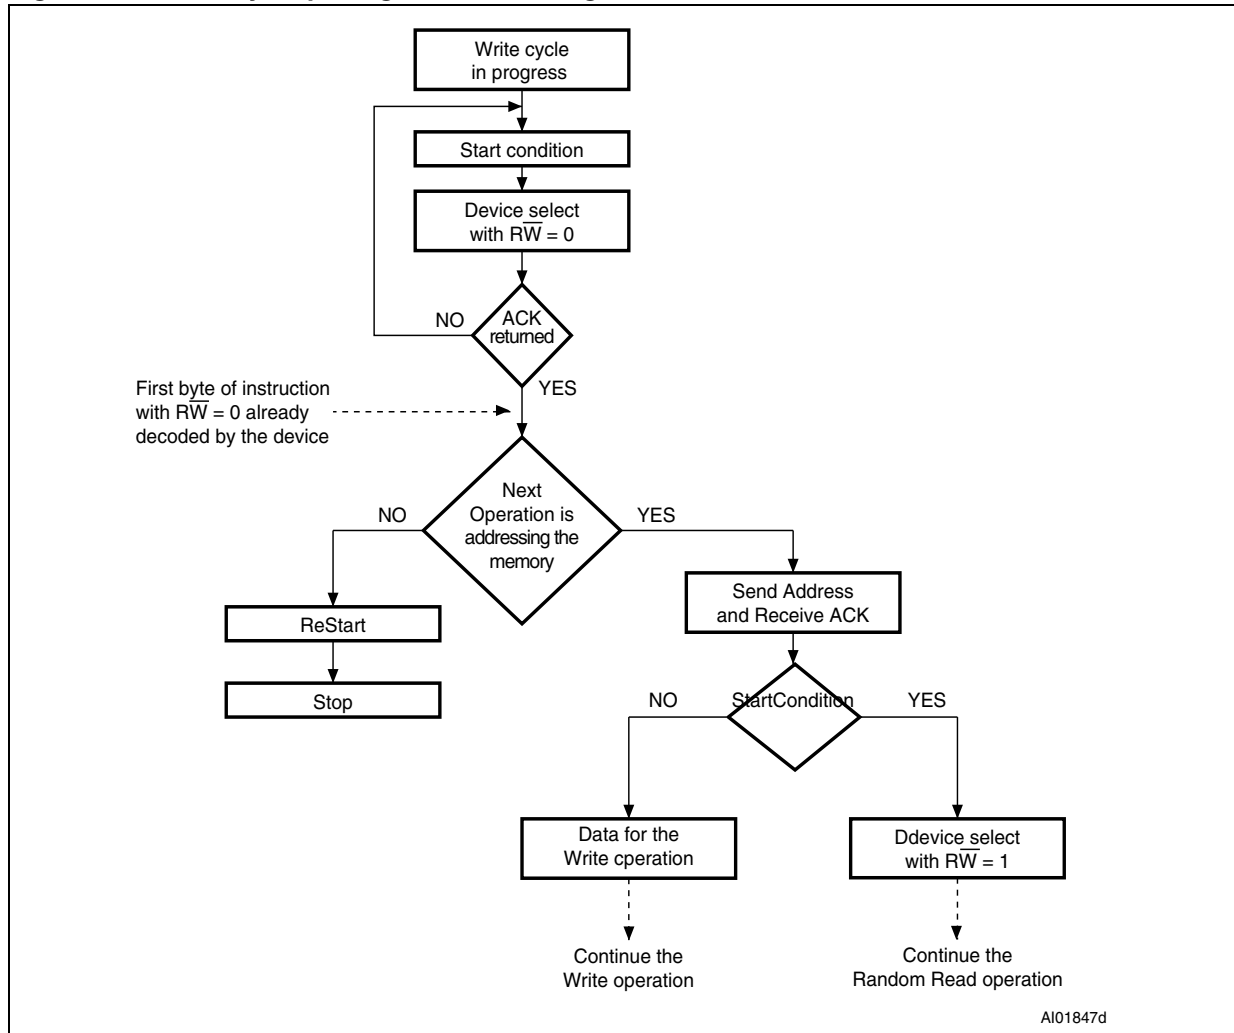 Write cycle
in progress
Start condition
Device select
with RW̅ = 0
ACK
returned
NO
YES
First byte of instruction
with RW̅ = 0 already
decoded by the device
Next
Operation is
addressing the
memory
NO
YES
Send Address
and Receive ACK
ReStart
Stop
StartCondition
NO
YES
Data for the
Write cperation
Ddevice select
with RW̅ = 1
Continue the
Write operation
Continue the
Random Read operation
AI01847d